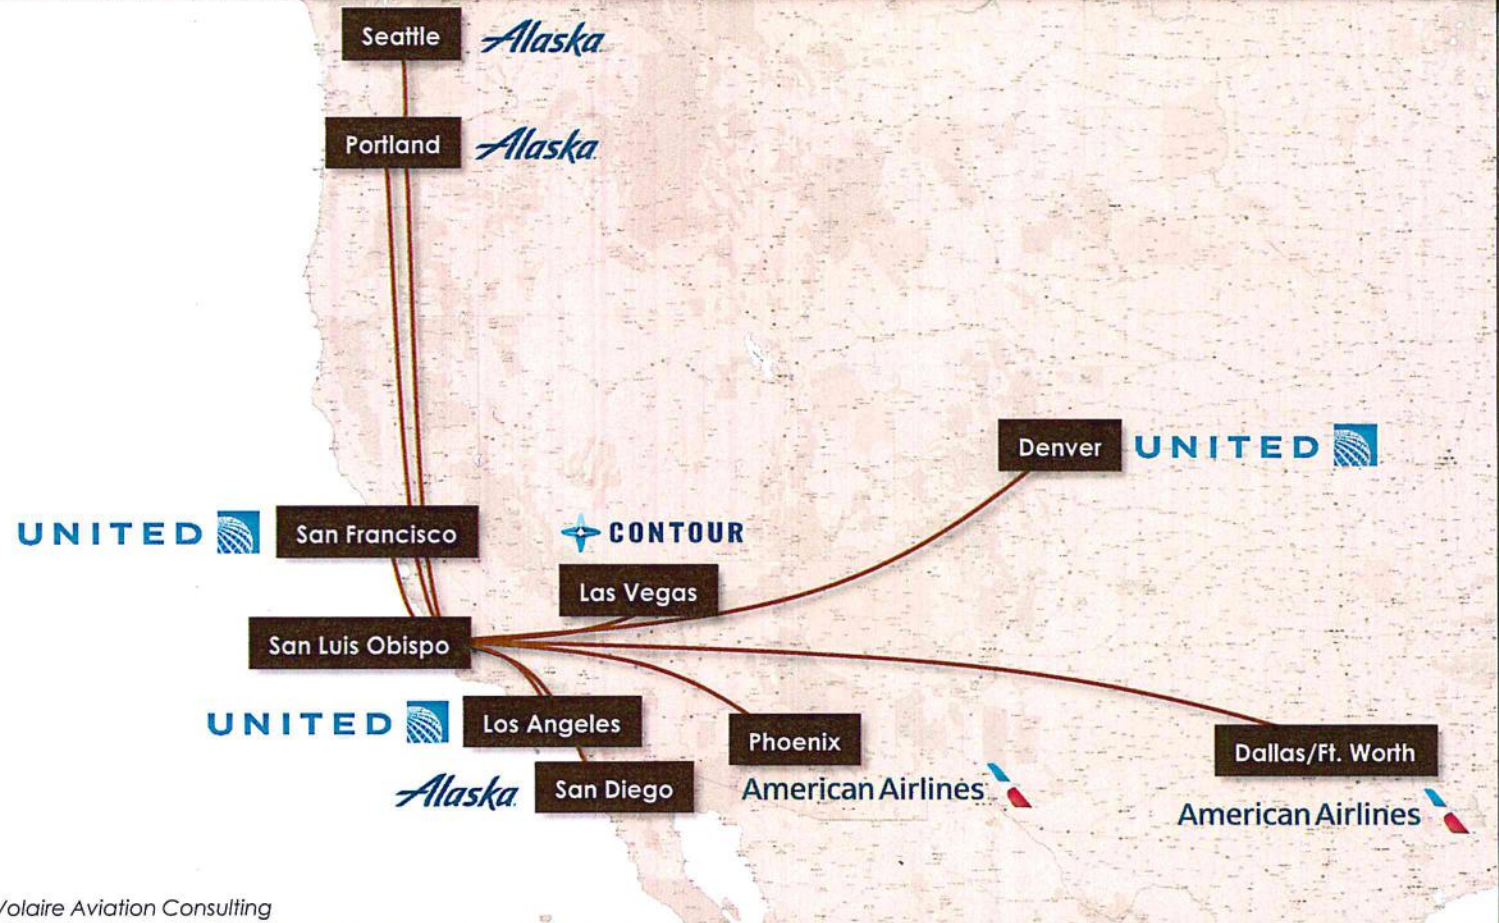 Seattle
Alaska
Portland
Alaska
Denver
UNITED
UNITED
San Francisco
CONTOUR
Las Vegas
San Luis Obispo
UNITED
Los Angeles
Phoenix
Dallas/Ft. Worth
Alaska
San Diego
American Airlines
American Airlines
Volaire Aviation Consulting